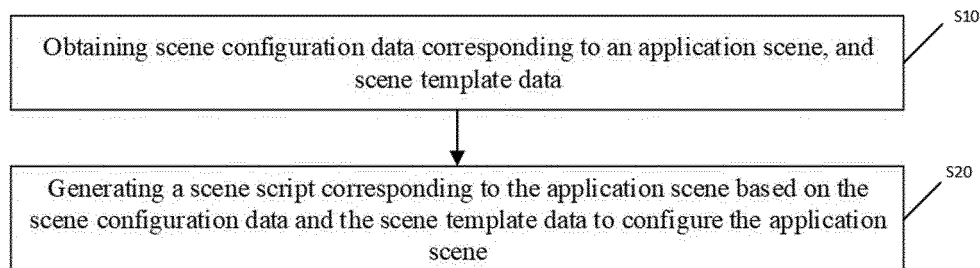 S10
Obtaining scene configuration data corresponding to an application scene, and
scene template data
S20
Generating a scene script corresponding to the application scene based on the
scene configuration data and the scene template data to configure the application
scene